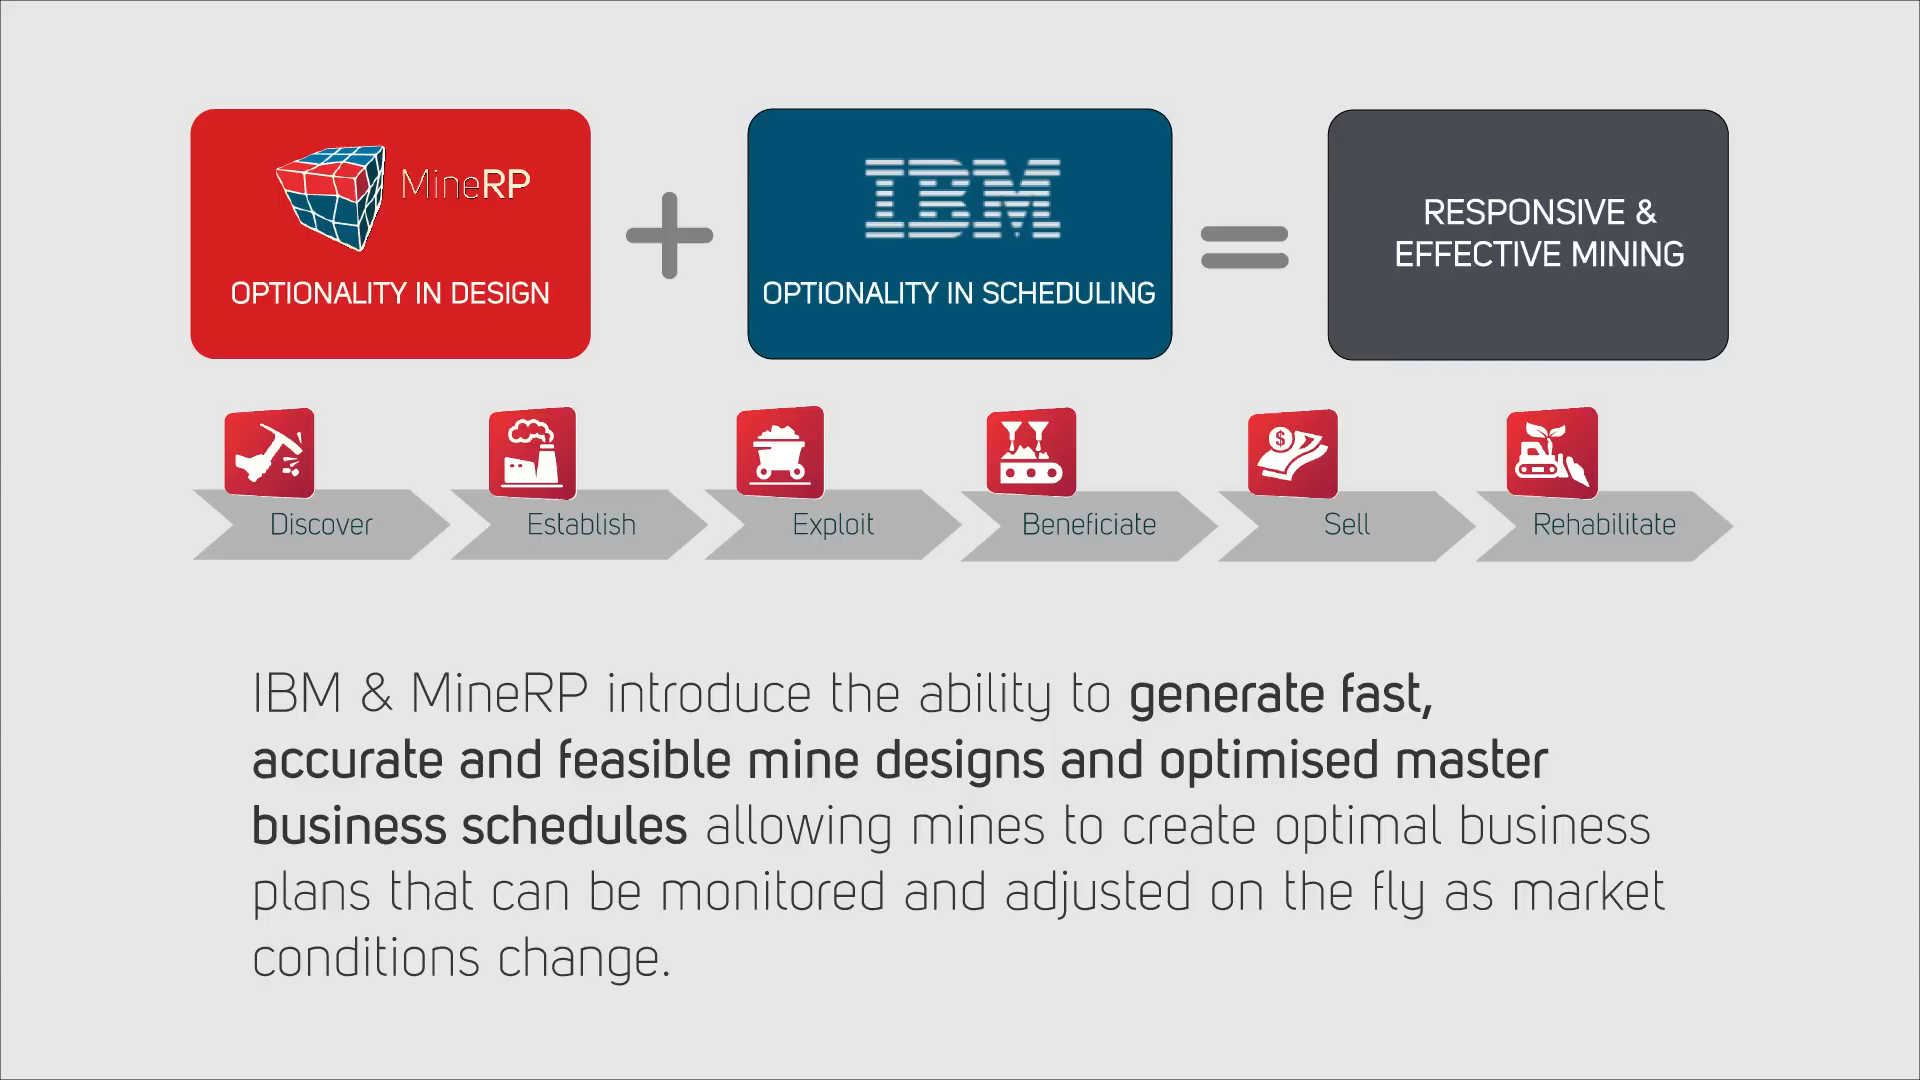 MineRP
OPTIONALITY IN DESIGN
IBM
OPTIONALITY IN SCHEDULING
RESPONSIVE &
EFFECTIVE MINING
$
Discover
Establish
Exploit
Beneficiate
Sell
Rehabilitate
IBM & MineRP introduce the ability to generate fast,
accurate and feasible mine designs and optimised master
business schedules allowing mines to create optimal business
plans that can be monitored and adjusted on the fly as market
conditions change.